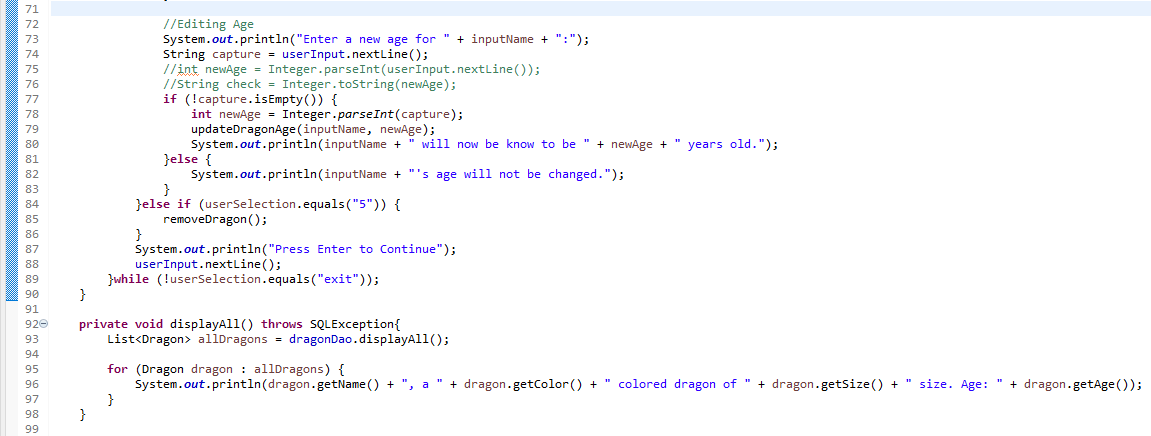 71
72 //Editing Age
73 System.out.println("Enter a new age for " + inputName + ":");
74 String capture = userInput.nextLine();
75 //int newAge = Integer.parseInt(userInput.nextLine());
76 //String check = Integer.toString(newAge);
77 if (!capture.isEmpty()) {
78 int newAge = Integer.parseInt(capture);
79 updateDragonAge(inputName, newAge);
80 System.out.println(inputName + " will now be know to be " + newAge + " years old.");
81 }else {
82 System.out.println(inputName + "'s age will not be changed.");
83 }
84 }else if (userSelection.equals("5")) {
85 removeDragon();
86 }
87 System.out.println("Press Enter to Continue");
88 userInput.nextLine();
89 }while (!userSelection.equals("exit"));
90 }
91
92 private void displayAll() throws SQLException{
93 List<Dragon> allDragons = dragonDao.displayAll();
94
95 for (Dragon dragon : allDragons) {
96 System.out.println(dragon.getName() + ", a " + dragon.getColor() + " colored dragon of " + dragon.getSize() + " size. Age: " + dragon.getAge());
97 }
98 }
99